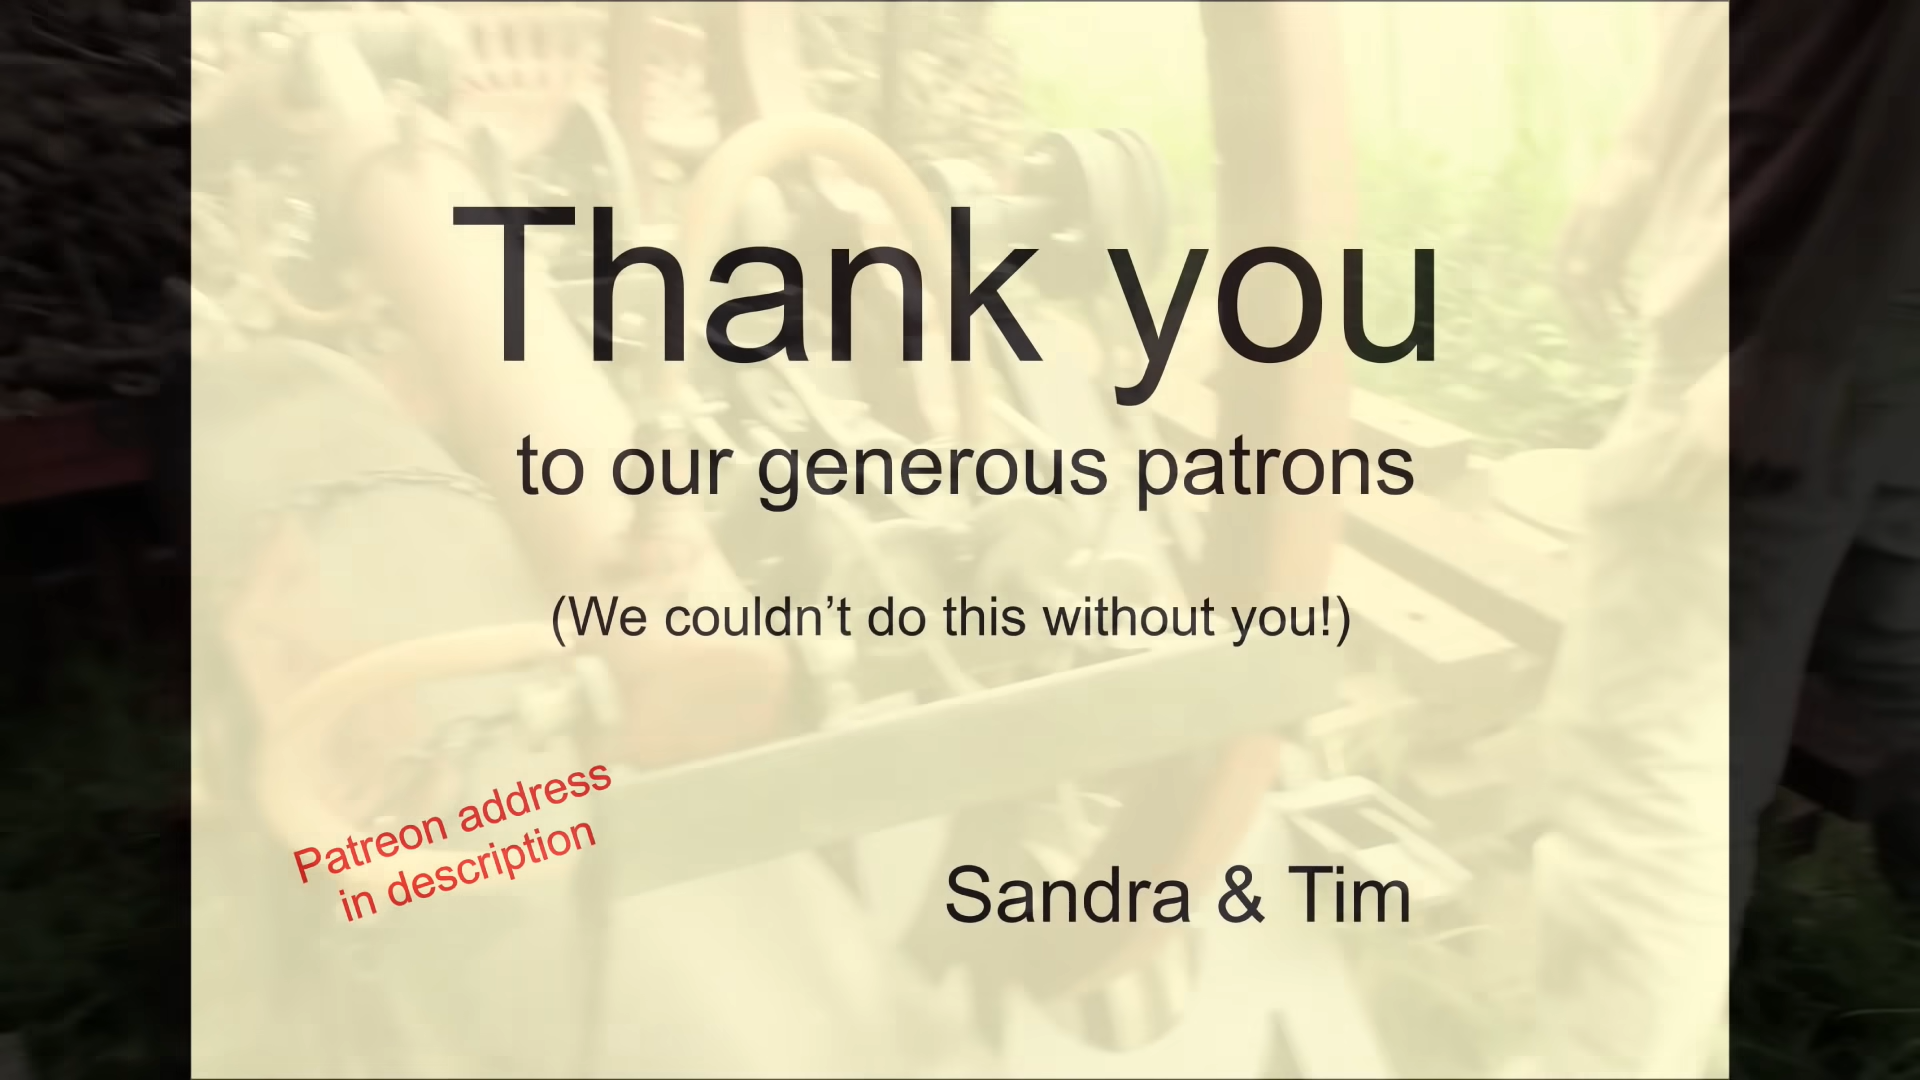 Thank you
to our generous patrons
(We couldn’t do this without you!)
Patreon address
in description
Sandra & Tim